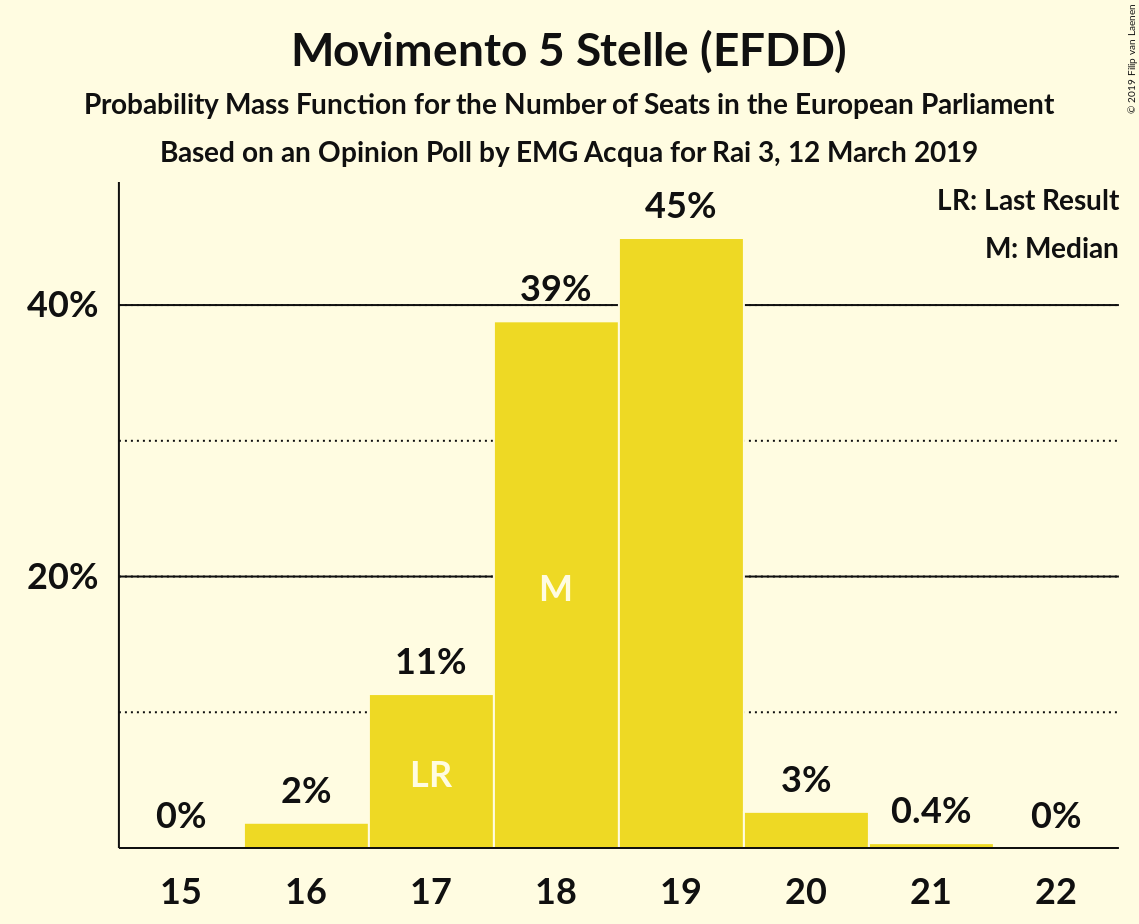 Movimento 5 Stelle (EFDD)
Probability Mass Function for the Number of Seats in the European Parliament
Based on an Opinion Poll by EMG Acqua for Rai 3, 12 March 2019
© 2019 Filip van Laenen
LR: Last Result
M: Median
45%
39%
40%
20%
M
11%
LR
2%
3%
0%
0.4%
0%
15 16 17 18 19 20 21 22